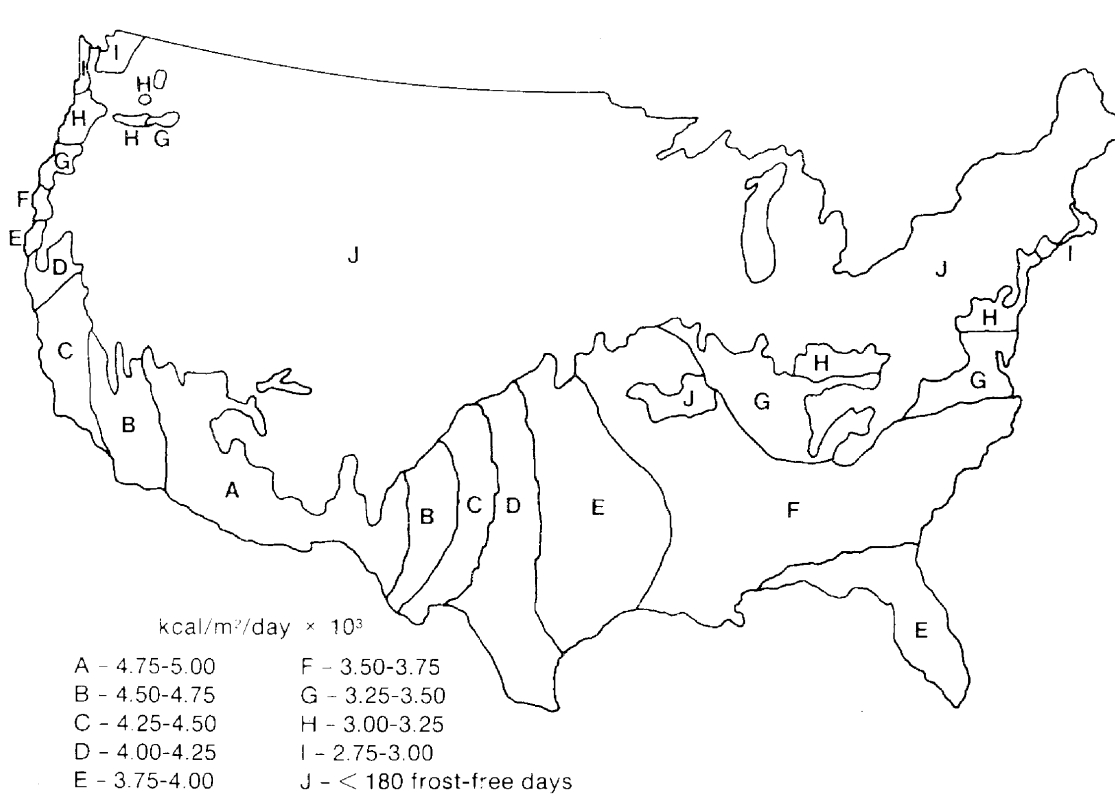 I
H
H
H
H G
G
F
E
D
J
J
I
C
H
H
G
J
G
B
A
B
C
D
E
F
E
kcal/m²/day × 10³
A - 4.75-5.00 F - 3.50-3.75
B - 4.50-4.75 G - 3.25-3.50
C - 4.25-4.50 H - 3.00-3.25
D - 4.00-4.25 I - 2.75-3.00
E - 3.75-4.00 J - < 180 frost-free days